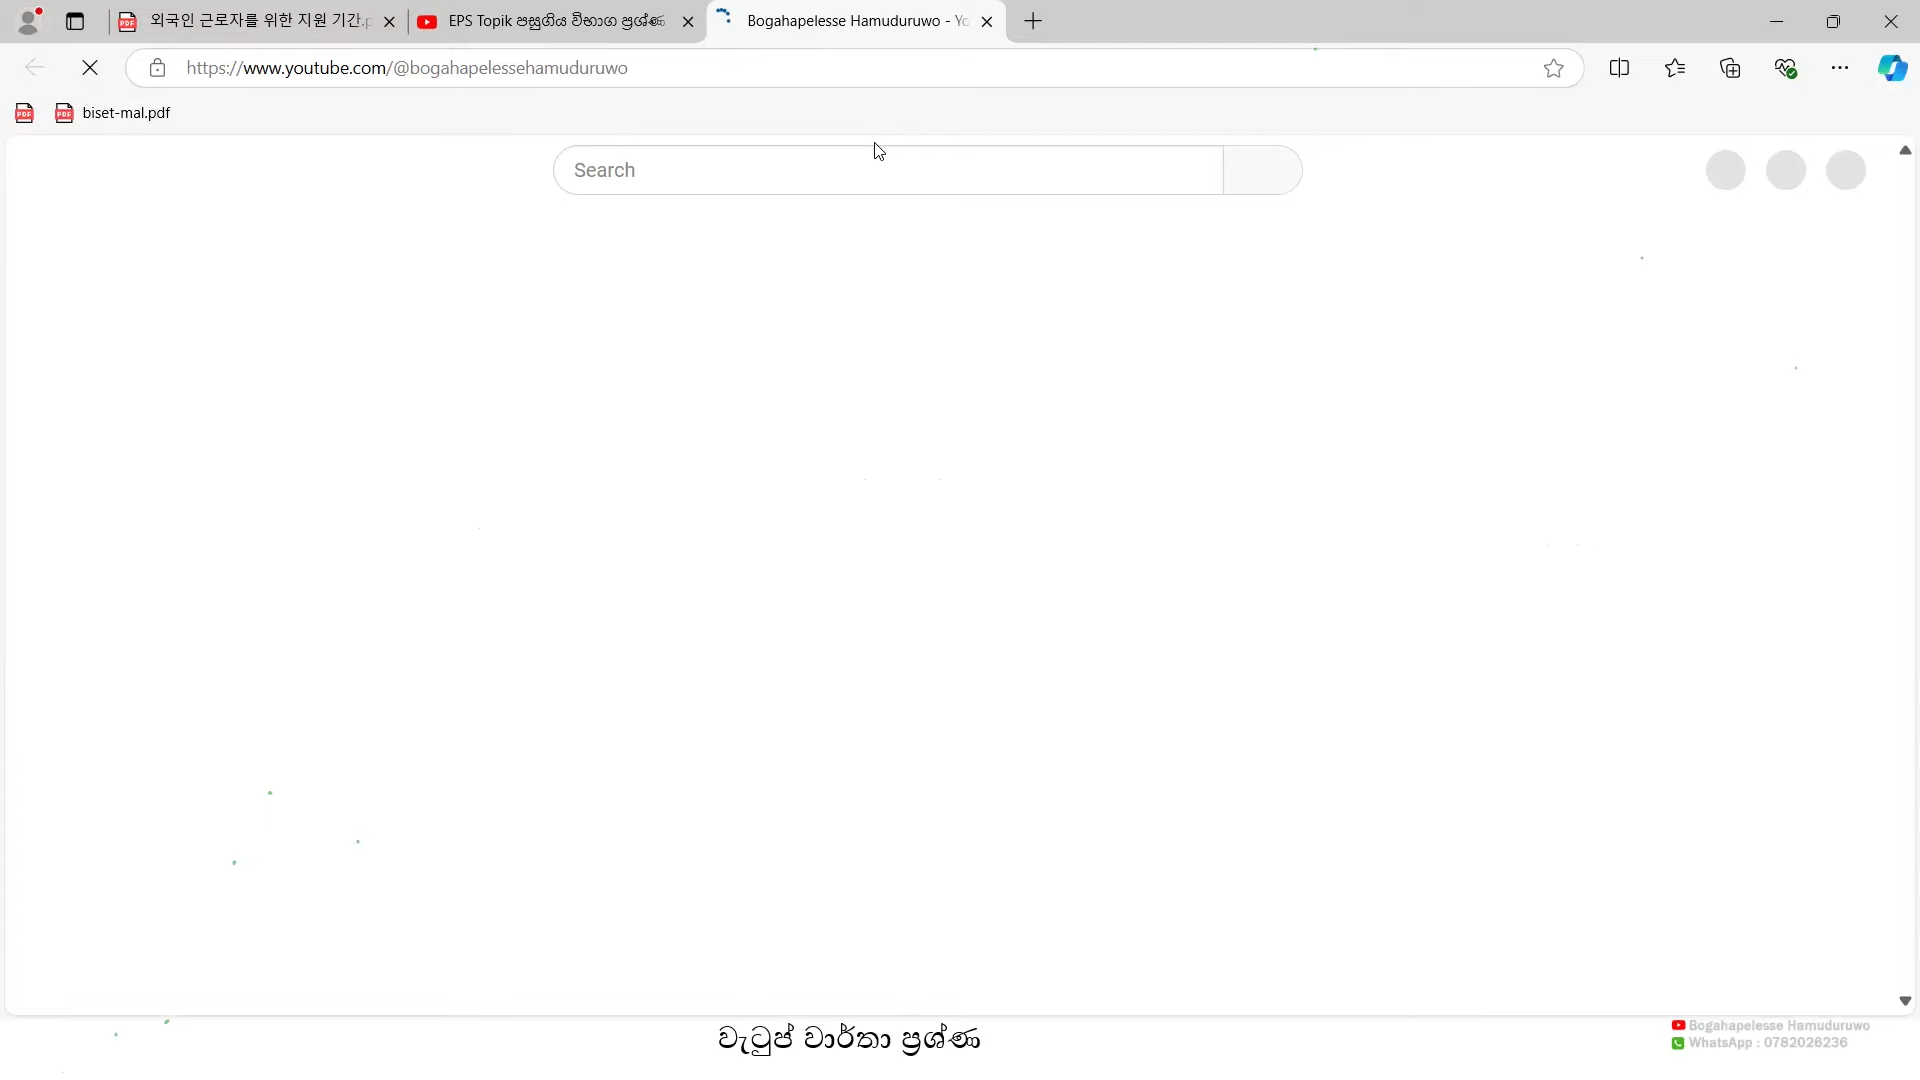 외국인 근로자를 위한 지원 기간.p
EPS Topik පසුගිය විභාග ප්‍රශ්ණ
Bogahapelesse Hamuduruwo - Yo
https://www.youtube.com/@bogahapelessehamuduruwo
biset-mal.pdf
Search
වැටුප් වාර්තා ප්‍රශ්ණ
Bogahapelesse Hamuduruwo
WhatsApp : 0782026236